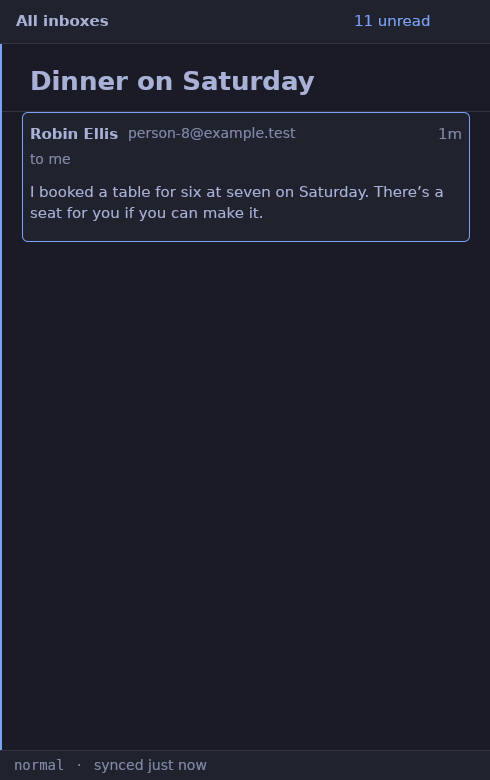 All inboxes 11 unread
Dinner on Saturday
Robin Ellis person-8@example.test 1m
to me
I booked a table for six at seven on Saturday. There’s a
seat for you if you can make it.
normal · synced just now